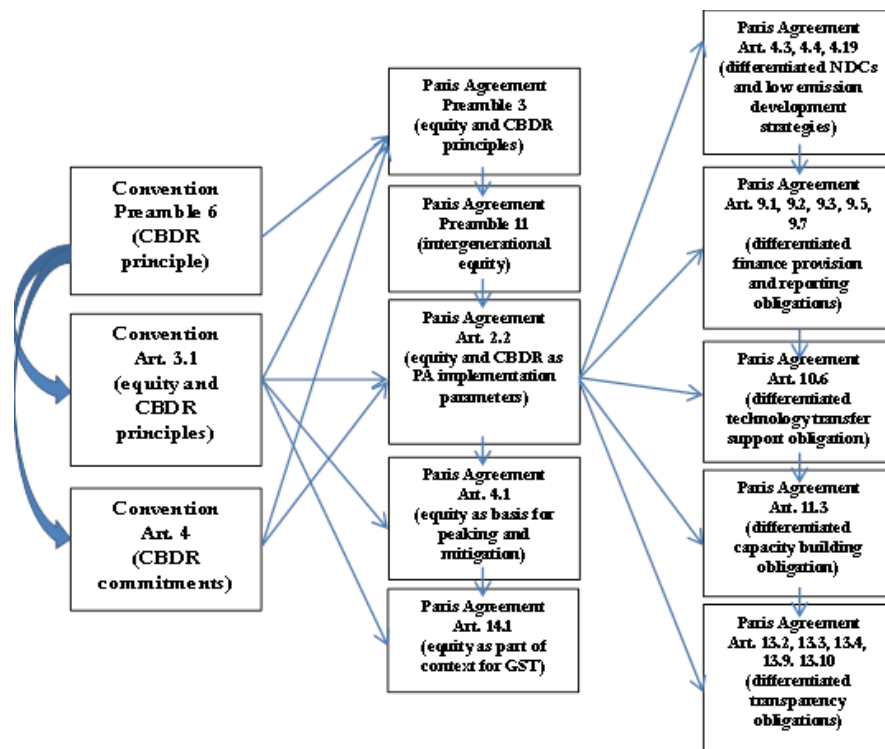 Convention
Preamble 6
(CBDR
principle)
Convention
Art. 3.1
(equity and
CBDR
principles)
Convention
Art. 4
(CBDR
commitments)
Paris Agreement
Preamble 3
(equity and CBDR
principles)
Paris Agreement
Preamble 11
(intergenerational
equity)
Paris Agreement
Art. 2.2
(equity and CBDR as
PA implementation
parameters)
Paris Agreement
Art. 4.1
(equity as basis for
peaking and
mitigation)
Paris Agreement
Art. 14.1
(equity as part of
context for GST)
Paris Agreement
Art. 4.3, 4.4, 4.19
(differentiated NDCs
and low emission
development
strategies)
Paris Agreement
Art. 9.1, 9.2, 9.3, 9.5,
9.7
(differentiated
finance provision
and reporting
obligations)
Paris Agreement
Art. 10.6
(differentiated
technology transfer
support obligation)
Paris Agreement
Art. 11.3
(differentiated
capacity building
obligation)
Paris Agreement
Art. 13.2, 13.3, 13.4,
13.9. 13.10
(differentiated
transparency
obligations)